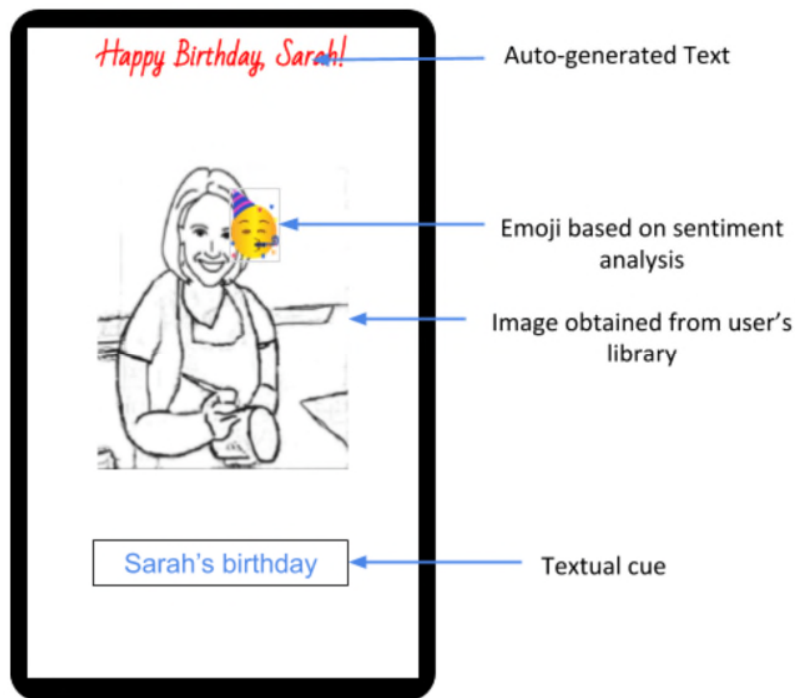 Happy Birthday, Sarah!
Auto-generated Text
Emoji based on sentiment
analysis
Image obtained from user’s
library
Sarah’s birthday
Textual cue